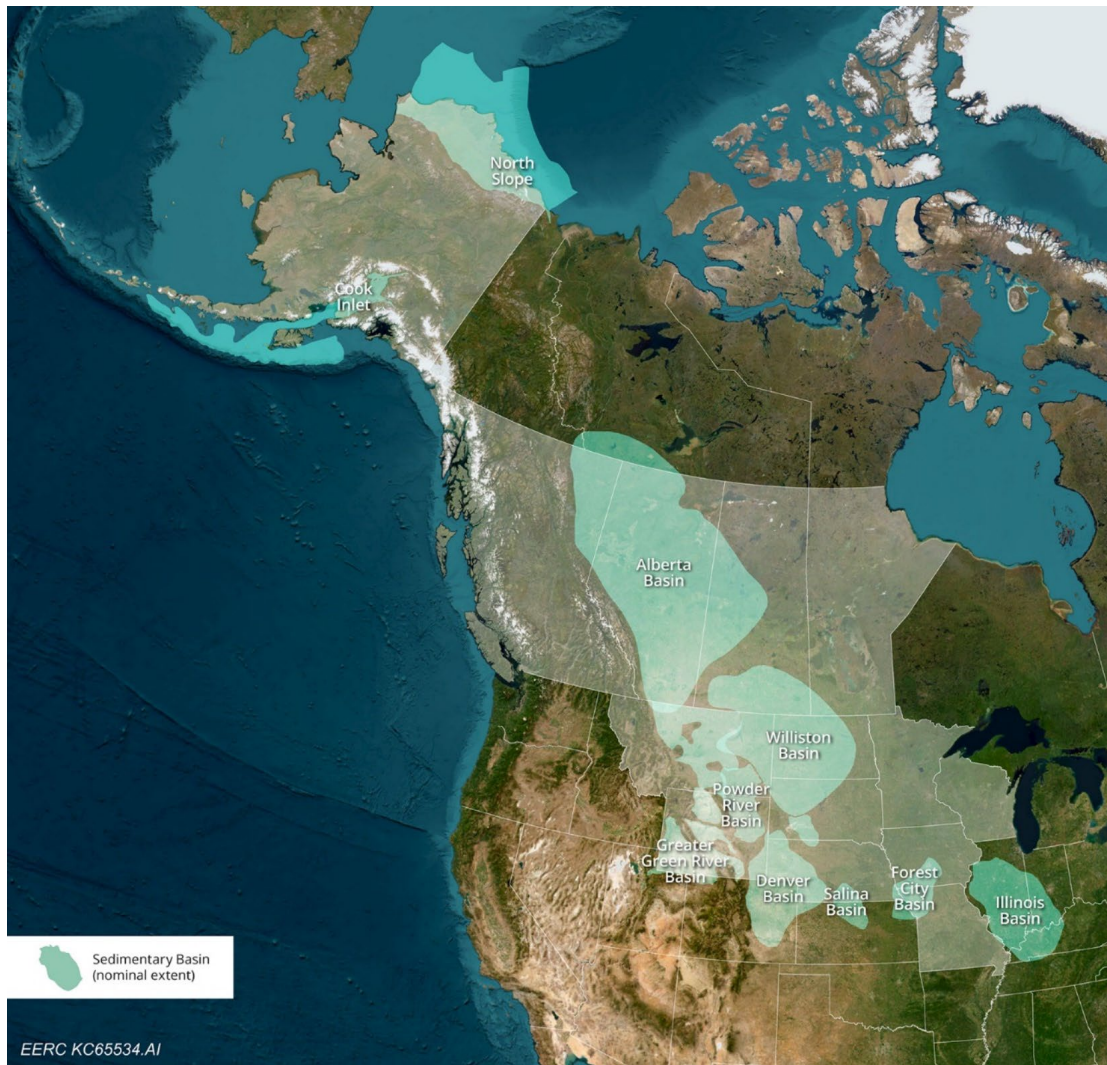 North
Slope
Cook
Inlet
Alberta
Basin
Williston
Basin
Powder
River
Basin
Greater
Green River
Basin
Denver
Basin
Salina
Basin
Forest
City
Basin
Illinois
Basin
Sedimentary Basin
(nominal extent)
EERC KC65534.AI